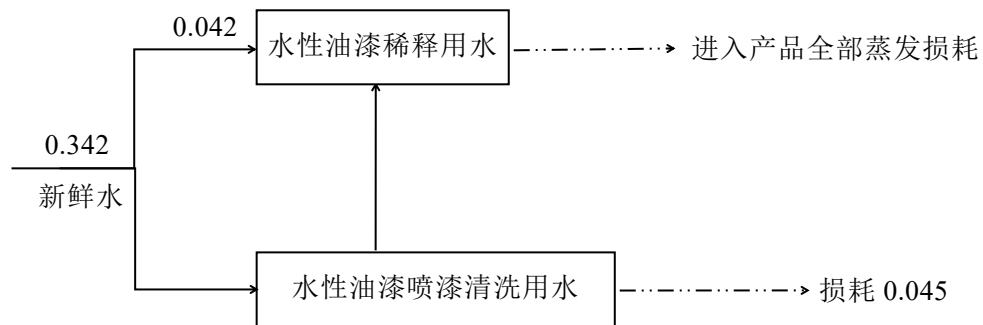 0.042
水性油漆稀释用水
进入产品全部蒸发损耗
0.342
新鲜水
水性油漆喷漆清洗用水
损耗 0.045